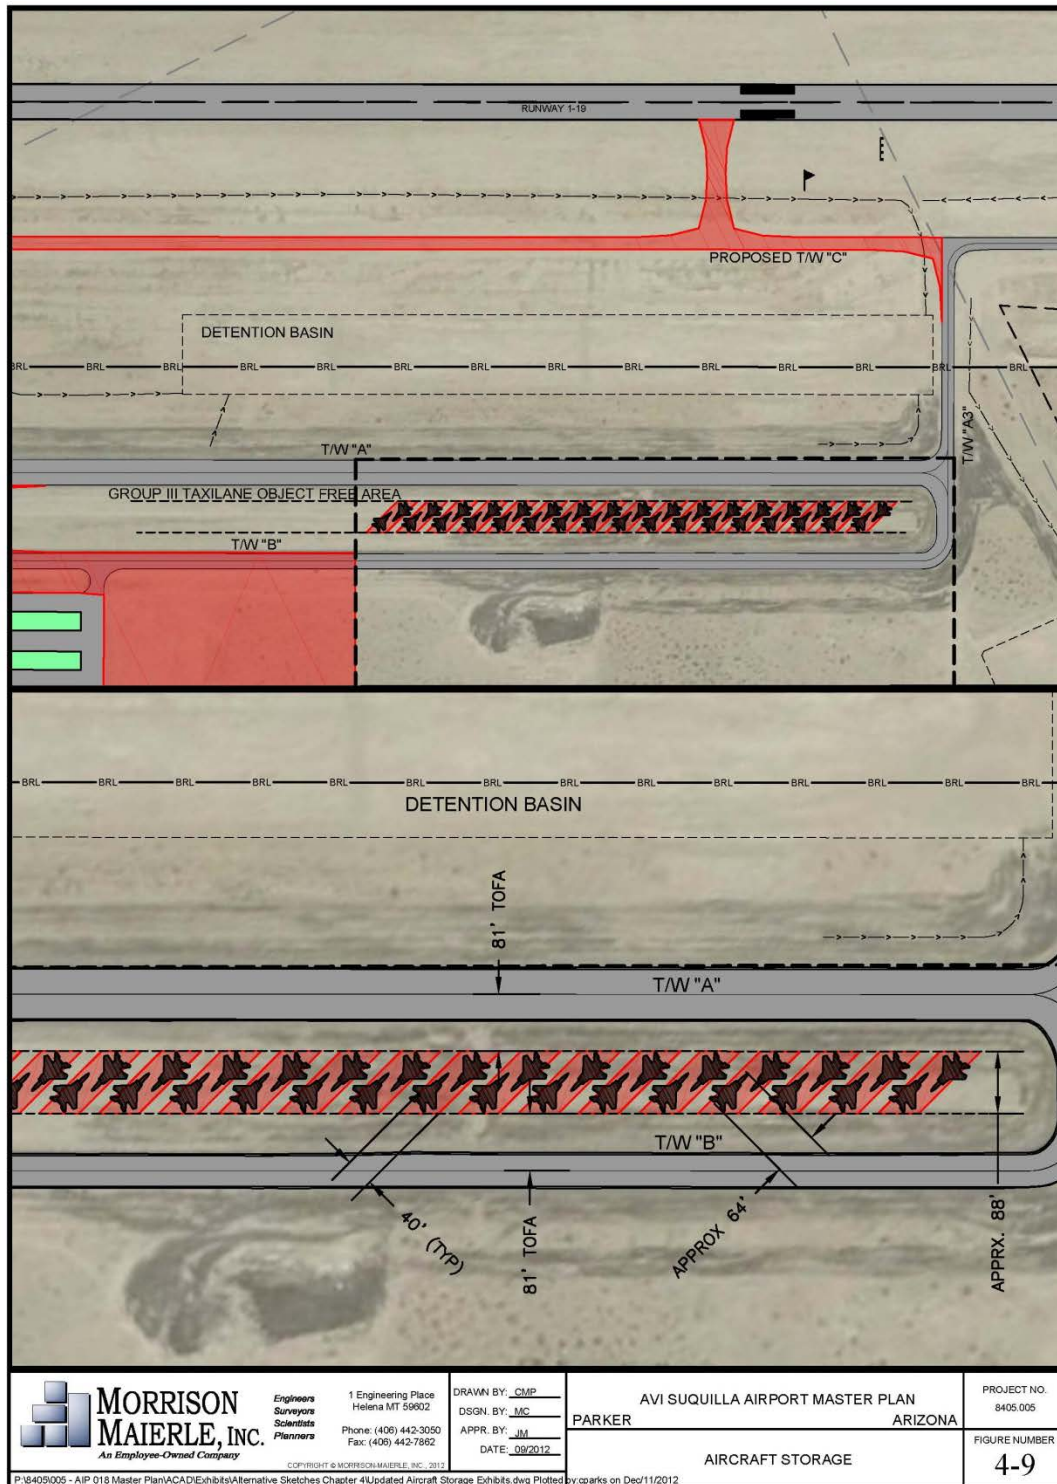 RUNWAY 1-19
PROPOSED T/W "C"
DETENTION BASIN
BRL BRL BRL BRL BRL BRL BRL BRL BRL BRL BRL BRL BRL BRL
T/W "A"
T/W "A3"
GROUP III TAXILANE OBJECT FREE AREA
T/W "B"
BRL BRL BRL BRL BRL BRL BRL BRL BRL BRL BRL BRL BRL BRL
DETENTION BASIN
81' TOFA
T/W "A"
T/W "B"
40' (TYP)
81' TOFA
APPROX 64'
APPRX. 88'
MORRISON
MAIERLE, INC.
An Employee-Owned Company
Engineers
Surveyors
Scientists
Planners
1 Engineering Place
Helena MT 59602
Phone: (406) 442-3050
Fax: (406) 442-7862
COPYRIGHT © MORRISON-MAIERLE, INC., 2012
DRAWN BY: CMP
DSGN. BY: MC
APPR. BY: JM
DATE: 09/2012
AVI SUQUILLA AIRPORT MASTER PLAN
PARKER ARIZONA
AIRCRAFT STORAGE
PROJECT NO.
8405.005
FIGURE NUMBER
4-9
P:\8405\005 - AIP 018 Master Plan\ACAD\Exhibits\Alternative Sketches Chapter 4\Updated Aircraft Storage Exhibits.dwg Plotted by:cparks on Dec/11/2012